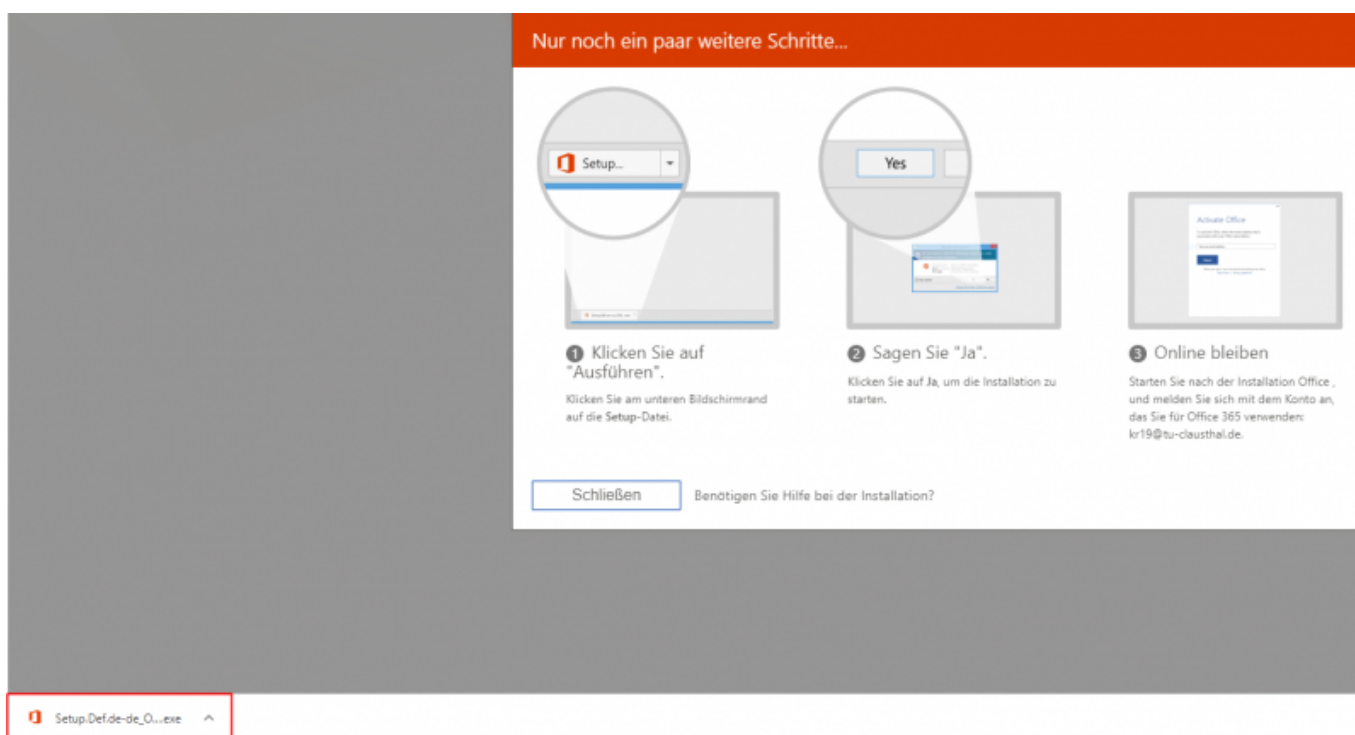 Nur noch ein paar weitere Schritte...
Setup...
Yes
Activate Office
1 Klicken Sie auf
"Ausführen".
Klicken Sie am unteren Bildschirmrand
auf die Setup-Datei.
2 Sagen Sie "Ja".
Klicken Sie auf Ja, um die Installation zu
starten.
3 Online bleiben
Starten Sie nach der Installation Office ,
und melden Sie sich mit dem Konto an,
das Sie für Office 365 verwenden:
kr19@tu-clausthal.de.
Schließen
Benötigen Sie Hilfe bei der Installation?
Setup.Def.de-de_O....exe